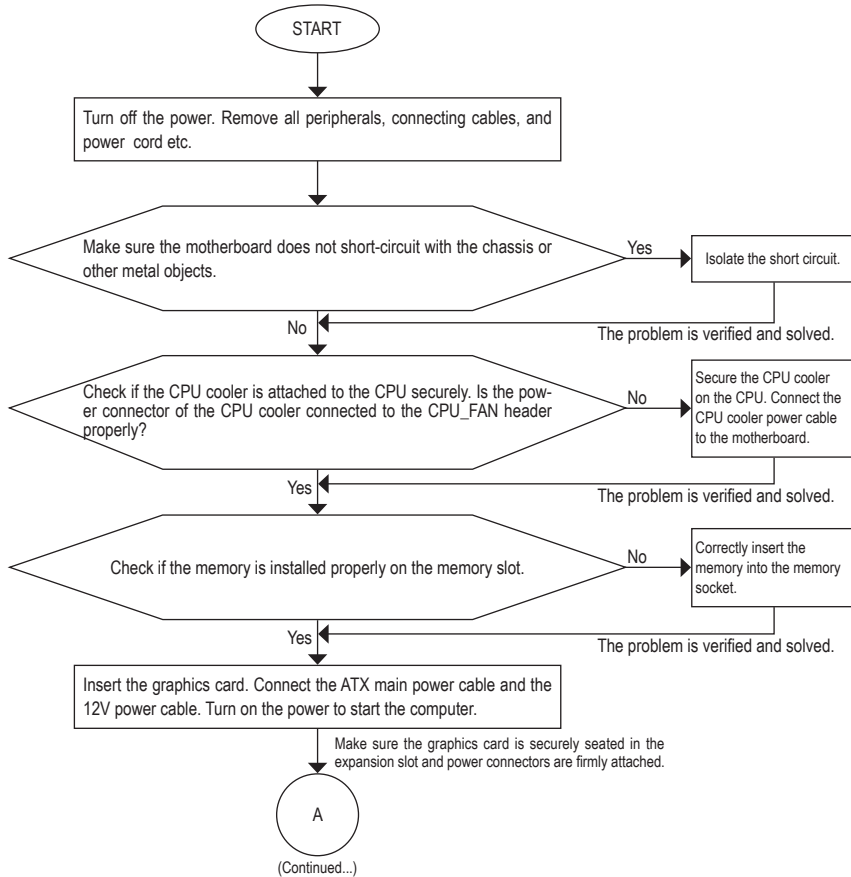 START
Turn off the power. Remove all peripherals, connecting cables, and
power cord etc.
Make sure the motherboard does not short-circuit with the chassis or
other metal objects.
Yes
Isolate the short circuit.
The problem is verified and solved.
No
Check if the CPU cooler is attached to the CPU securely. Is the pow-
er connector of the CPU cooler connected to the CPU_FAN header
properly?
No
Secure the CPU cooler
on the CPU. Connect the
CPU cooler power cable
to the motherboard.
The problem is verified and solved.
Yes
Check if the memory is installed properly on the memory slot.
No
Correctly insert the
memory into the memory
socket.
The problem is verified and solved.
Yes
Insert the graphics card. Connect the ATX main power cable and the
12V power cable. Turn on the power to start the computer.
Make sure the graphics card is securely seated in the
expansion slot and power connectors are firmly attached.
A
(Continued...)